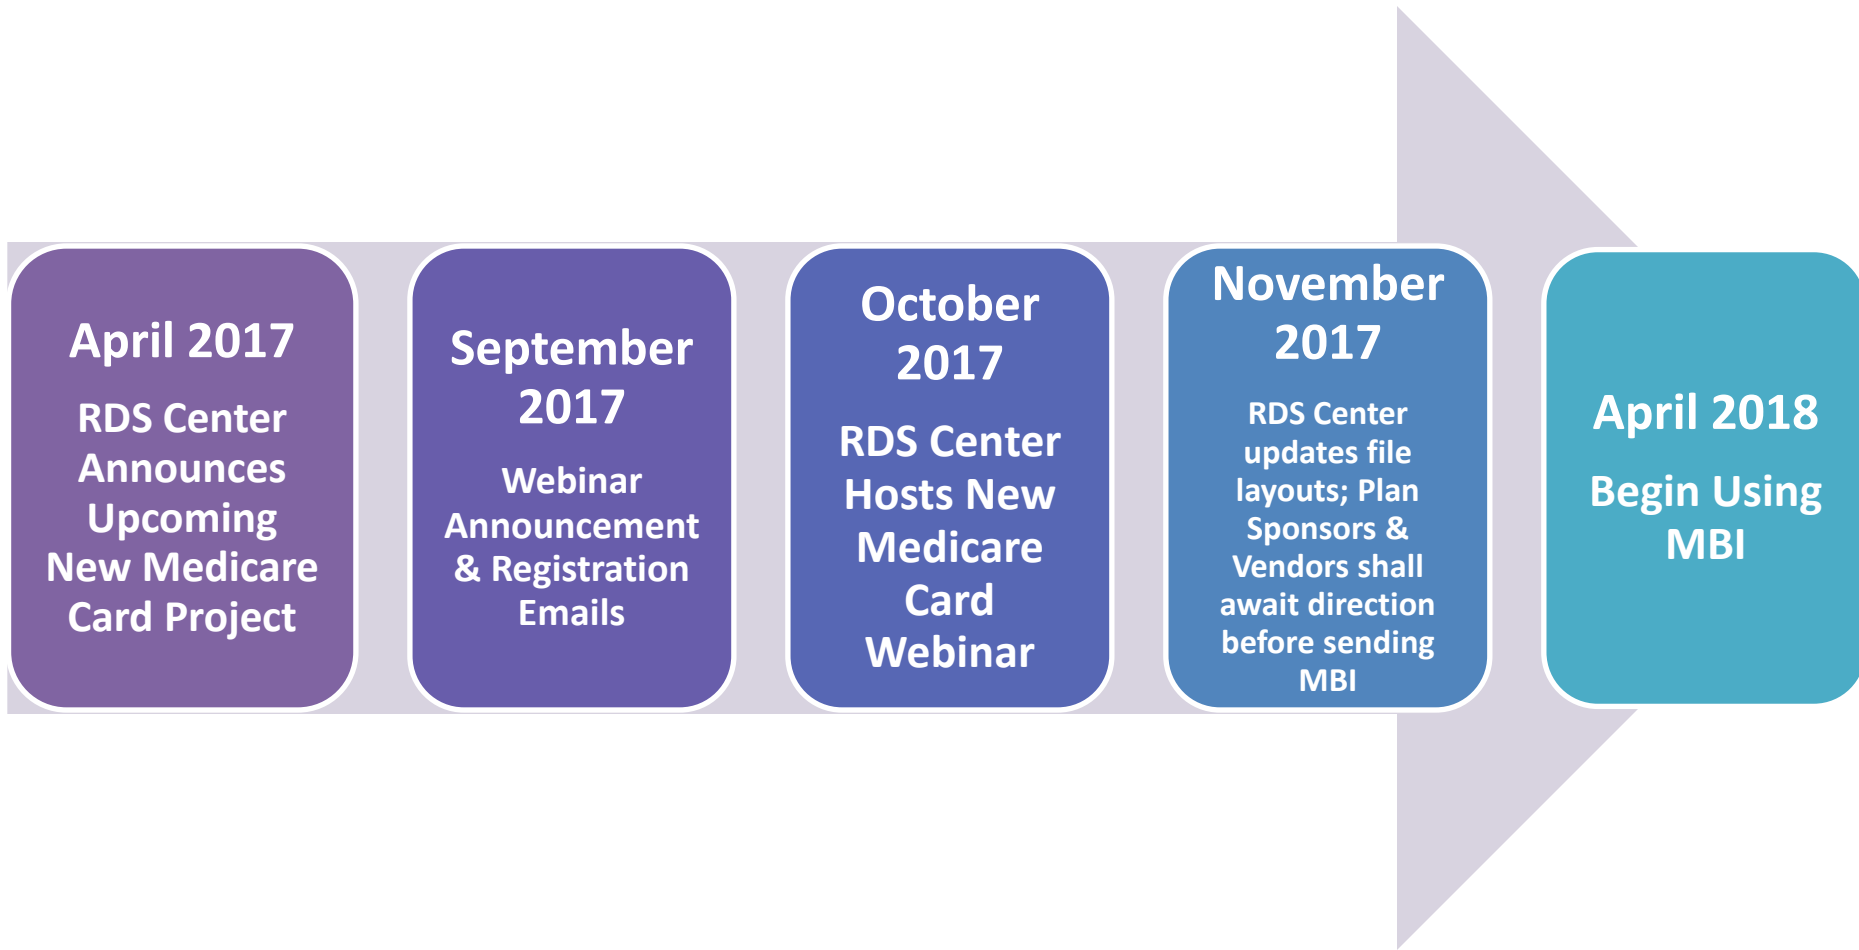 April 2017
RDS Center
Announces
Upcoming
New Medicare
Card Project
September
2017
Webinar
Announcement
& Registration
Emails
October
2017
RDS Center
Hosts New
Medicare
Card
Webinar
November
2017
RDS Center
updates file
layouts; Plan
Sponsors &
Vendors shall
await direction
before sending
MBI
April 2018
Begin Using
MBI